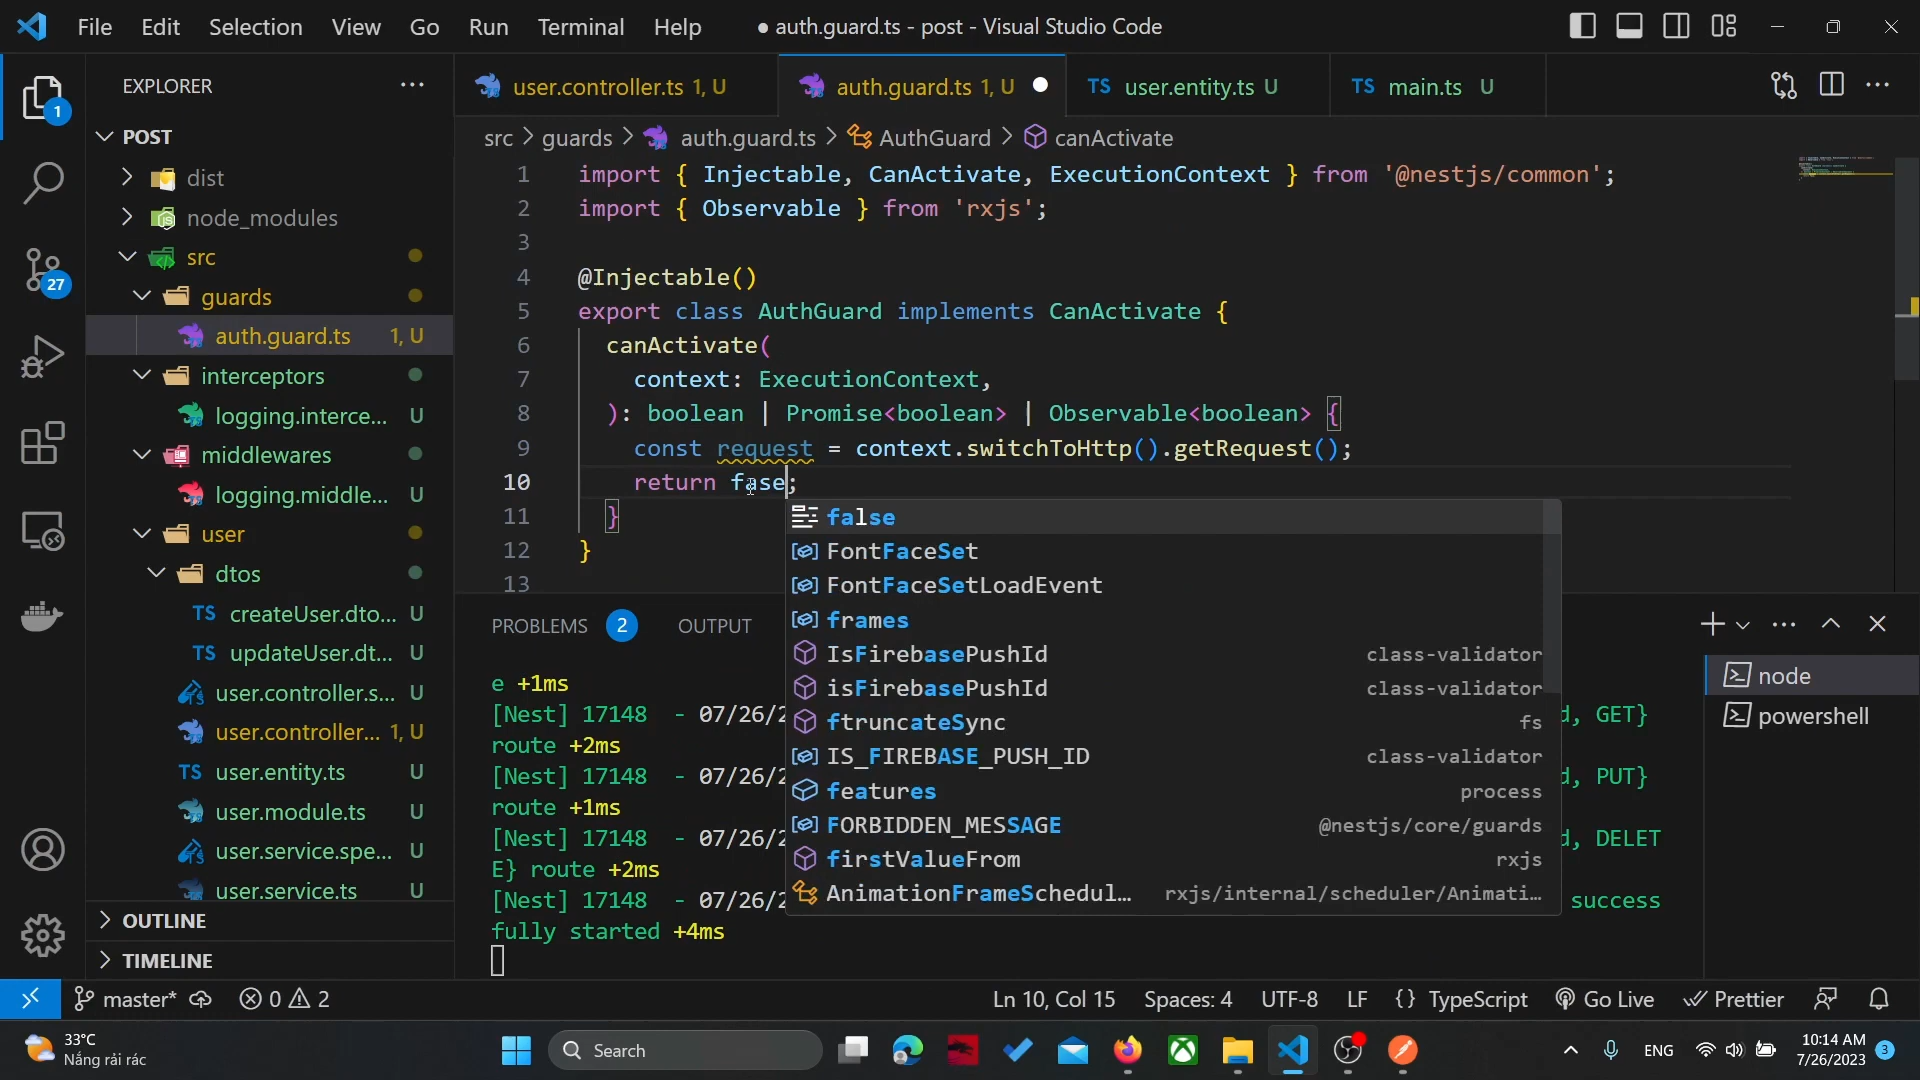 File Edit Selection View Go Run Terminal Help ● auth.guard.ts - post - Visual Studio Code
EXPLORER
user.controller.ts 1, U
auth.guard.ts 1, U
TS user.entity.ts U
TS main.ts U
src > guards > auth.guard.ts > AuthGuard > canActivate
1
POST
dist
node_modules
src
guards
auth.guard.ts 1, U
interceptors
logging.interce... U
middlewares
logging.middle... U
user
dtos
TS createUser.dto... U
TS updateUser.dt... U
user.controller.s... U
user.controller... 1, U
TS user.entity.ts U
user.module.ts U
user.service.spe... U
user.service.ts U
OUTLINE
TIMELINE
27
1 import { Injectable, CanActivate, ExecutionContext } from '@nestjs/common';
2 import { Observable } from 'rxjs';
3
4 @Injectable()
5 export class AuthGuard implements CanActivate {
6 canActivate(
7 context: ExecutionContext,
8 ): boolean | Promise<boolean> | Observable<boolean> {
9 const request = context.switchToHttp().getRequest();
10 return fase;
11 }
12 }
13
false
FontFaceSet
FontFaceSetLoadEvent
frames
IsFirebasePushId class-validator
isFirebasePushId class-validator
ftruncateSync fs
IS_FIREBASE_PUSH_ID class-validator
features process
FORBIDDEN_MESSAGE @nestjs/core/guards
firstValueFrom rxjs
AnimationFrameSchedul... rxjs/internal/scheduler/Animati...
PROBLEMS 2 OUTPUT
e +1ms
[Nest] 17148 - 07/26/2 d, GET}
route +2ms
[Nest] 17148 - 07/26/2 d, PUT}
route +1ms
[Nest] 17148 - 07/26/2 d, DELET
E} route +2ms
[Nest] 17148 - 07/26/2 success
fully started +4ms
node
powershell
master* 0 2 Ln 10, Col 15 Spaces: 4 UTF-8 LF {} TypeScript Go Live Prettier
33°C
Nắng rải rác
Search
ENG
10:14 AM
7/26/2023
3